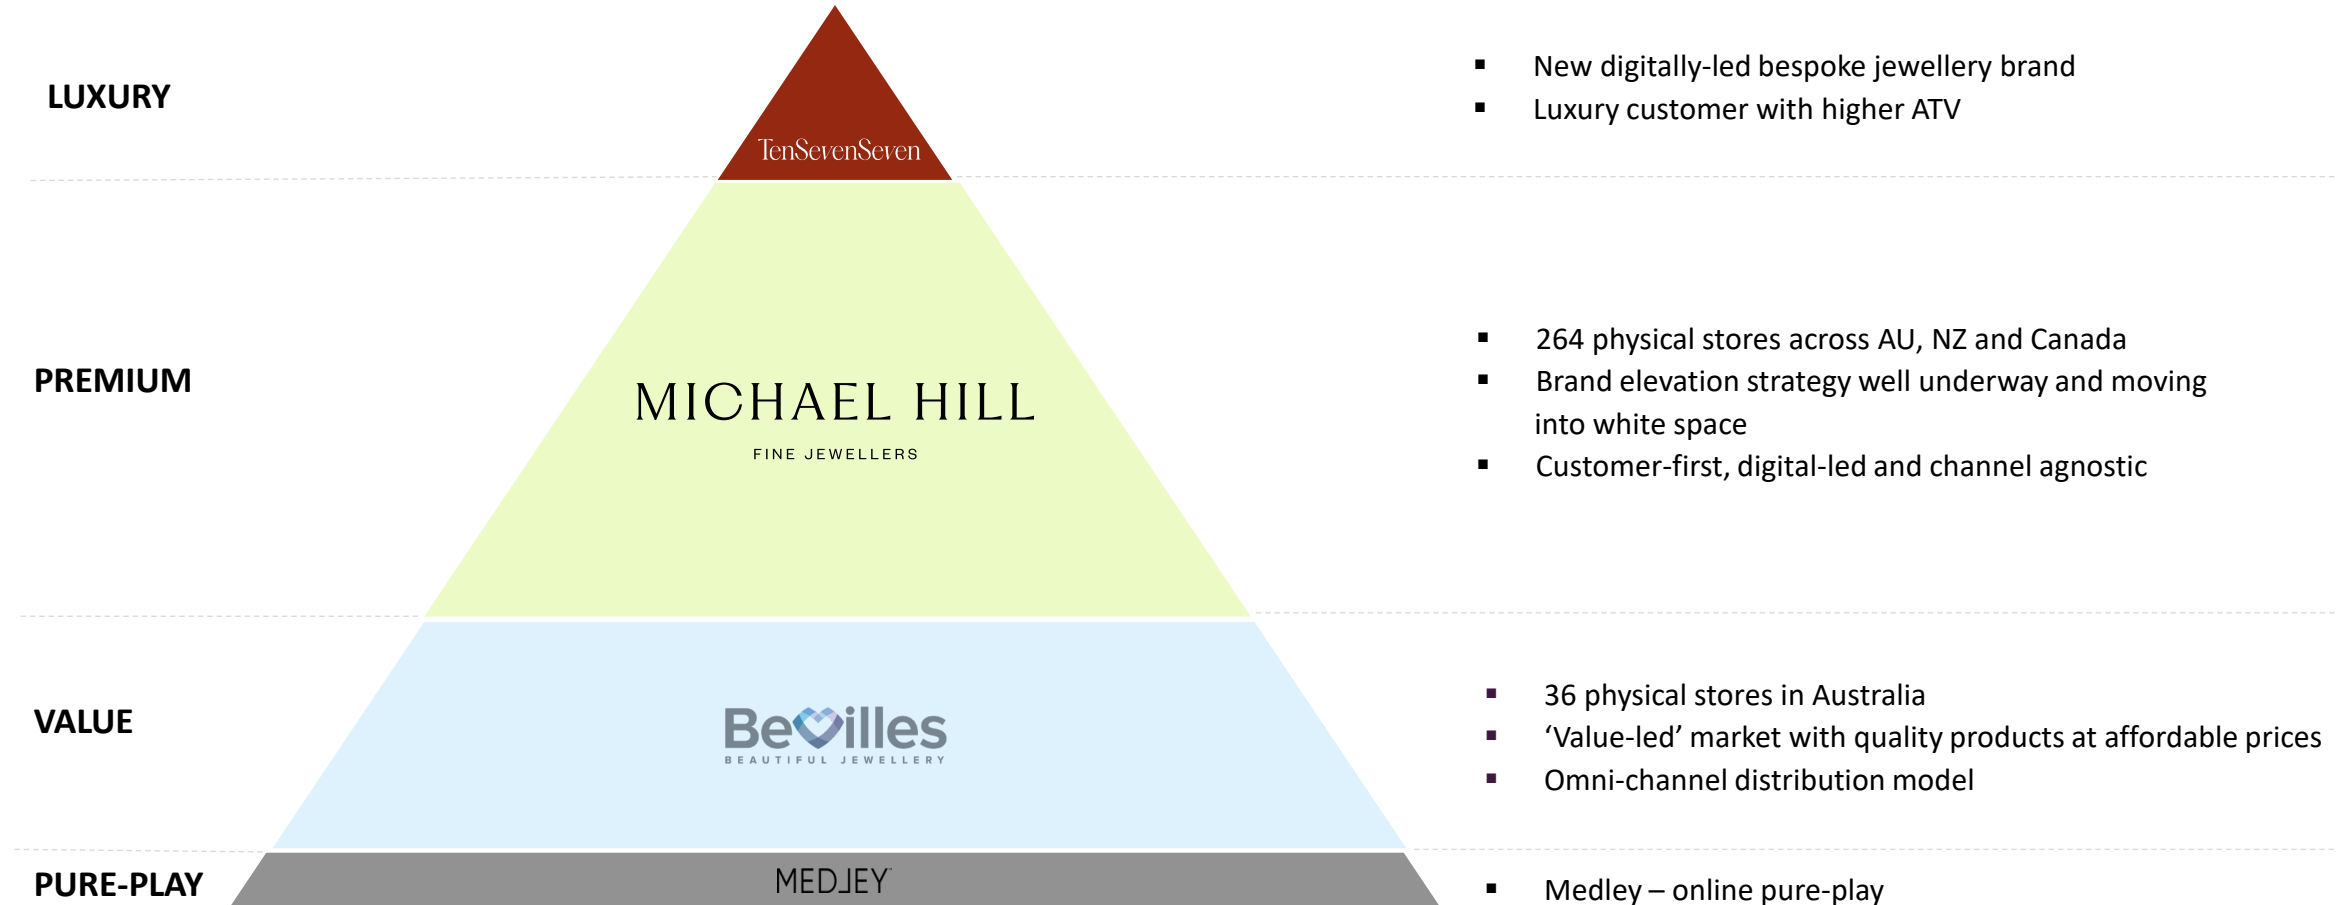 LUXURY
TenSevenSeven
▪ New digitally-led bespoke jewellery brand
▪ Luxury customer with higher ATV
PREMIUM
MICHAEL HILL
FINE JEWELLERS
▪ 264 physical stores across AU, NZ and Canada
▪ Brand elevation strategy well underway and moving
into white space
▪ Customer-first, digital-led and channel agnostic
VALUE
Bevilles
BEAUTIFUL JEWELLERY
▪ 36 physical stores in Australia
▪ ‘Value-led’ market with quality products at affordable prices
▪ Omni-channel distribution model
PURE-PLAY
MEDLEY
▪ Medley – online pure-play